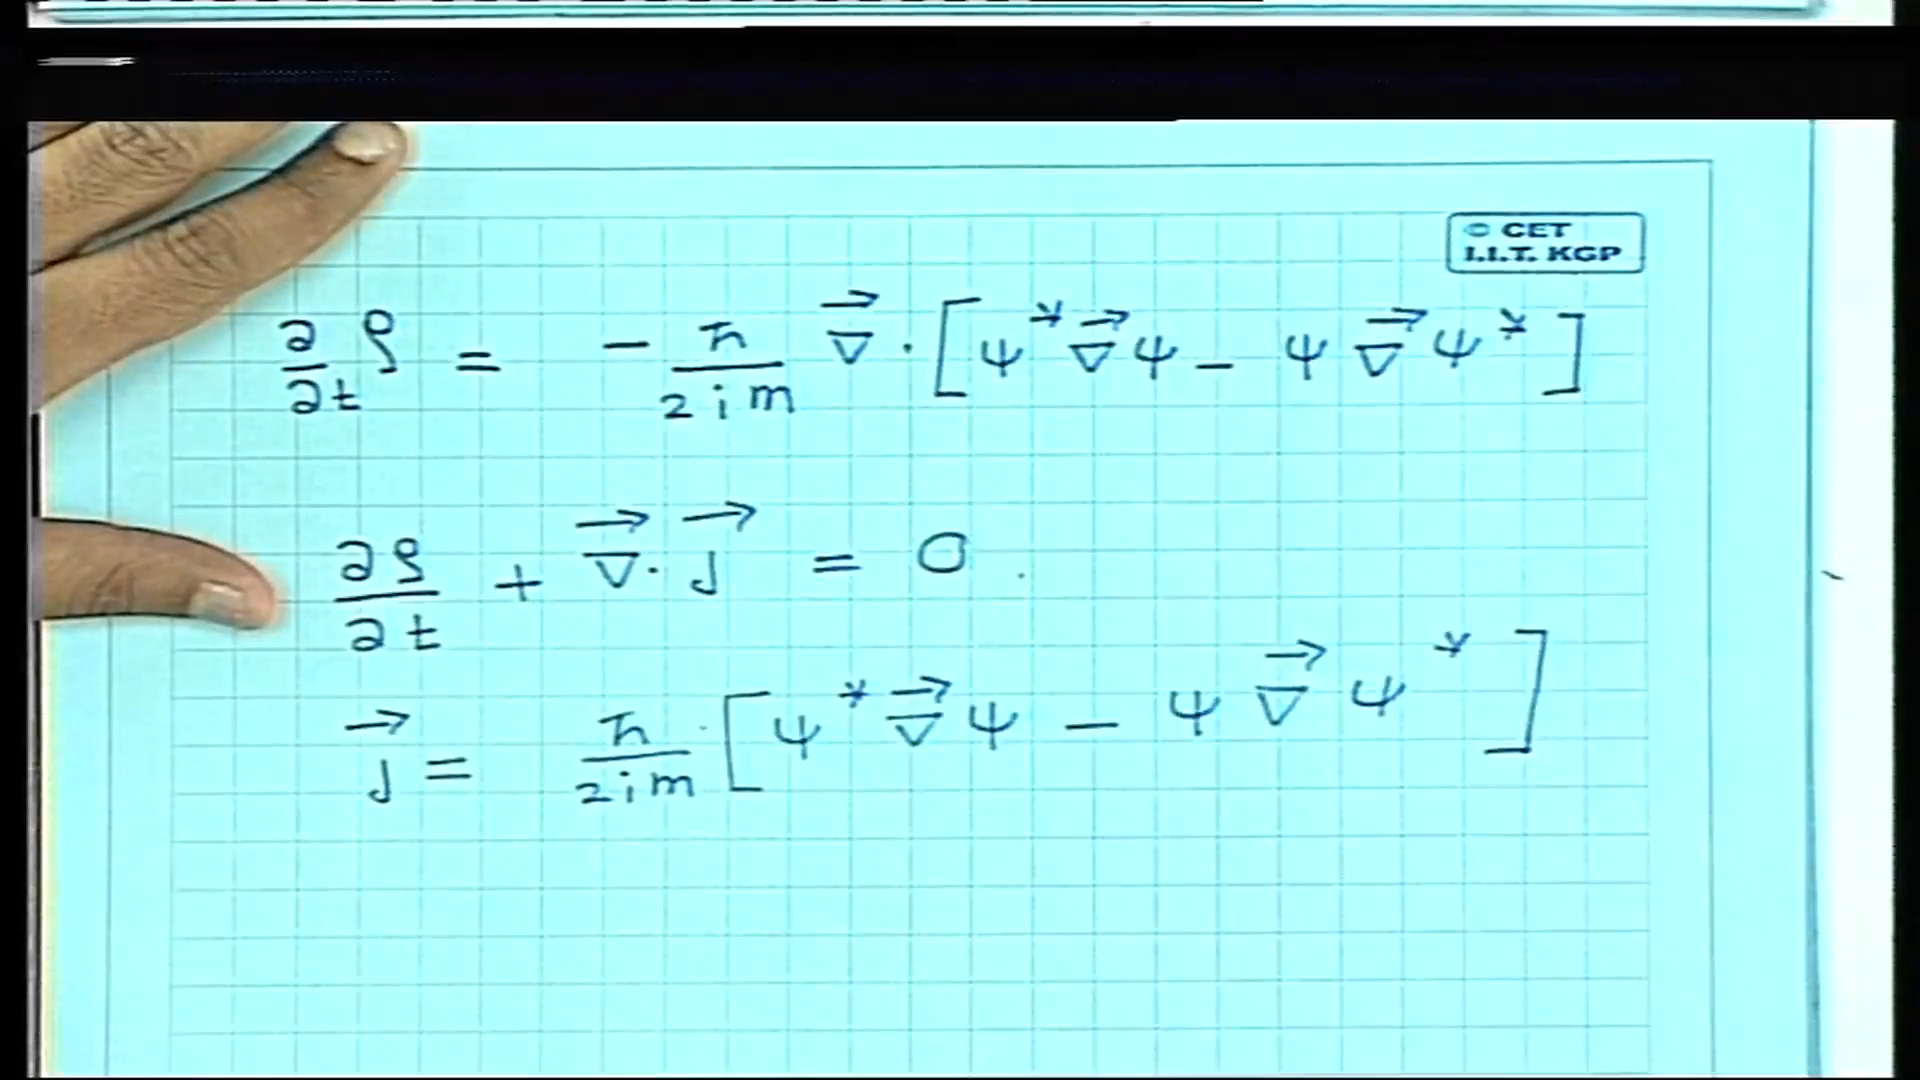 © CET
I.I.T. KGP
∂/∂t ρ = − ℏ/2im ∇⃗ · [ψ* ∇⃗ψ − ψ ∇⃗ψ*]
∂ρ/∂t + ∇⃗ · J⃗ = 0.
J⃗ = ℏ/2im [ψ* ∇⃗ψ − ψ ∇⃗ψ*]